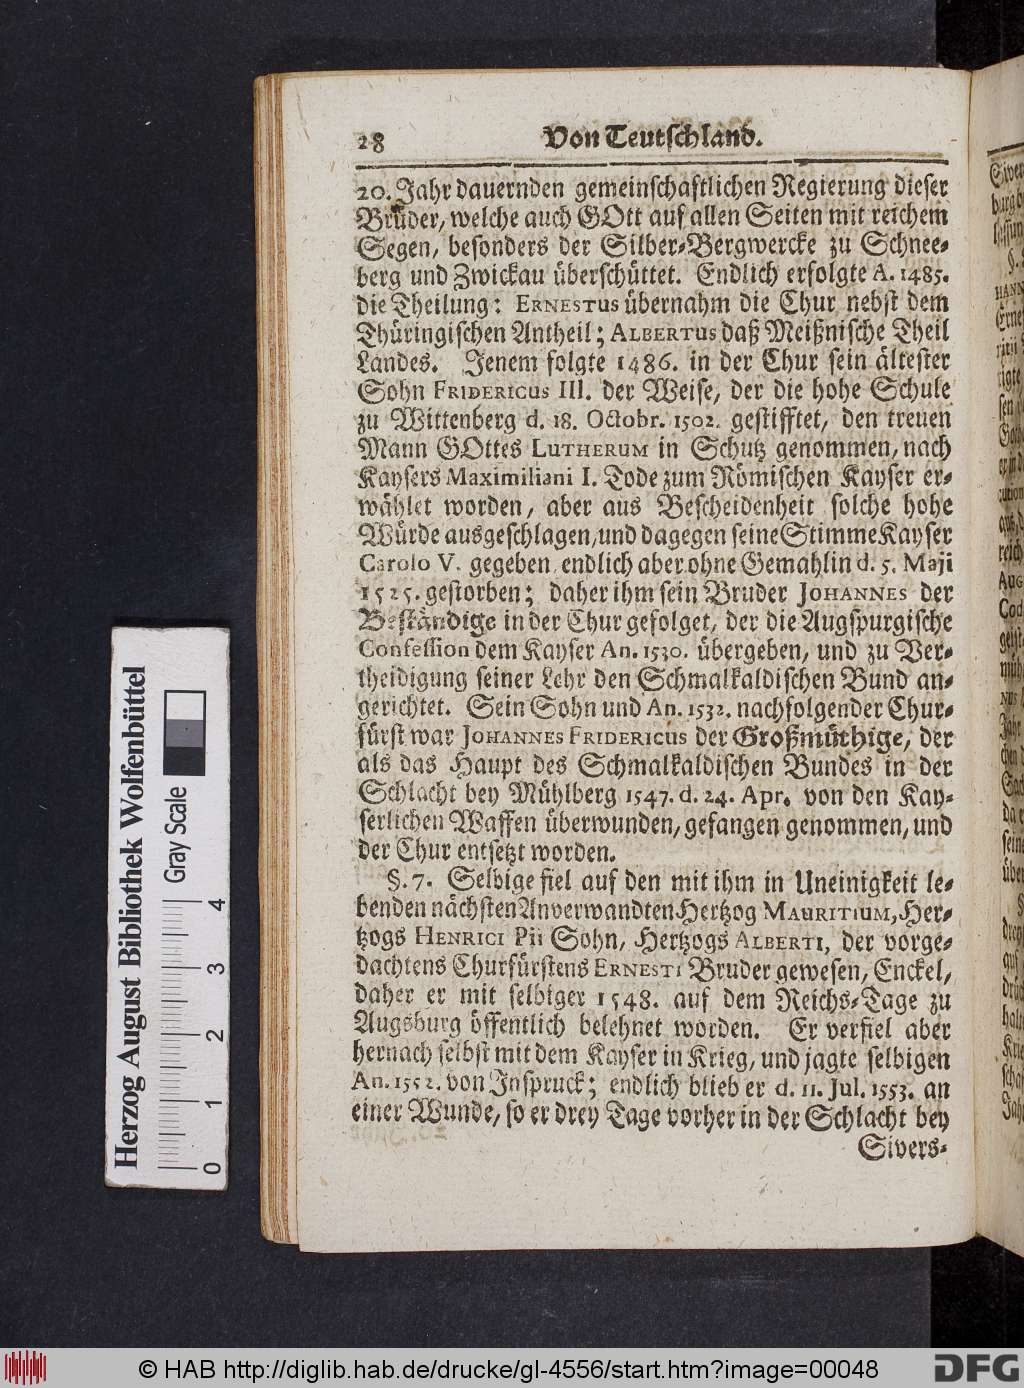 28 Von Teutschland.
20. Jahr dauernden gemeinschaftlichen Regierung dieser
Brüder, welche auch GOtt auf allen Seiten mit reichem
Segen, besonders der Silber-Bergwercke zu Schnee-
berg und Zwickau überschüttet. Endlich erfolgte A. 1485.
die Theilung: ERNESTUS übernahm die Chur nebst dem
Thüringischen Antheil; ALBERTUS daß Meißnische Theil
Landes. Jenem folgte 1486. in der Chur sein ältester
Sohn FRIDERICUS III. der Weise, der die hohe Schule
zu Wittenberg d. 18. Octobr. 1502. gestifftet, den treuen
Mann GOttes LUTHERUM in Schutz genommen, nach
Kaysers Maximiliani I. Tode zum Römischen Kayser er-
wählet worden, aber aus Bescheidenheit solche hohe
Würde ausgeschlagen, und dagegen seine Stimme Kayser
Carolo V. gegeben, endlich aber ohne Gemahlin d. 5. Maji
1525. gestorben; daher ihm sein Bruder JOHANNES der
Beständige in der Chur gefolget, der die Augspurgische
Confession dem Kayser An. 1530. übergeben, und zu Ver-
theidigung seiner Lehr den Schmalkaldischen Bund an-
gerichtet. Sein Sohn und An. 1532. nachfolgender Chur-
fürst war JOHANNES FRIDERICUS der Großmüthige, der
als das Haupt des Schmalkaldischen Bundes in der
Schlacht bey Mühlberg 1547. d. 24. Apr. von den Kay-
serlichen Waffen überwunden, gefangen genommen, und
der Chur entsetzt worden.
§. 7. Selbige fiel auf den mit ihm in Uneinigkeit le-
benden nächsten Anverwandten Hertzog MAURITIUM, Her-
tzogs HENRICI Pii Sohn, Hertzogs ALBERTI, der vorge-
dachtens Churfürstens ERNESTI Bruder gewesen, Enckel,
daher er mit selbiger 1548. auf dem Reichs-Tage zu
Augsburg öffentlich belehnet worden. Er verfiel aber
hernach selbst mit dem Kayser in Krieg, und jagte selbigen
An. 1552. von Inspruck; endlich blieb er d. 11. Jul. 1553. an
einer Wunde, so er drey Tage vorher in der Schlacht bey
Sivers-
Herzog August Bibliothek Wolfenbüttel
Gray Scale
0 1 2 3 4
© HAB http://diglib.hab.de/drucke/gl-4556/start.htm?image=00048
DFG